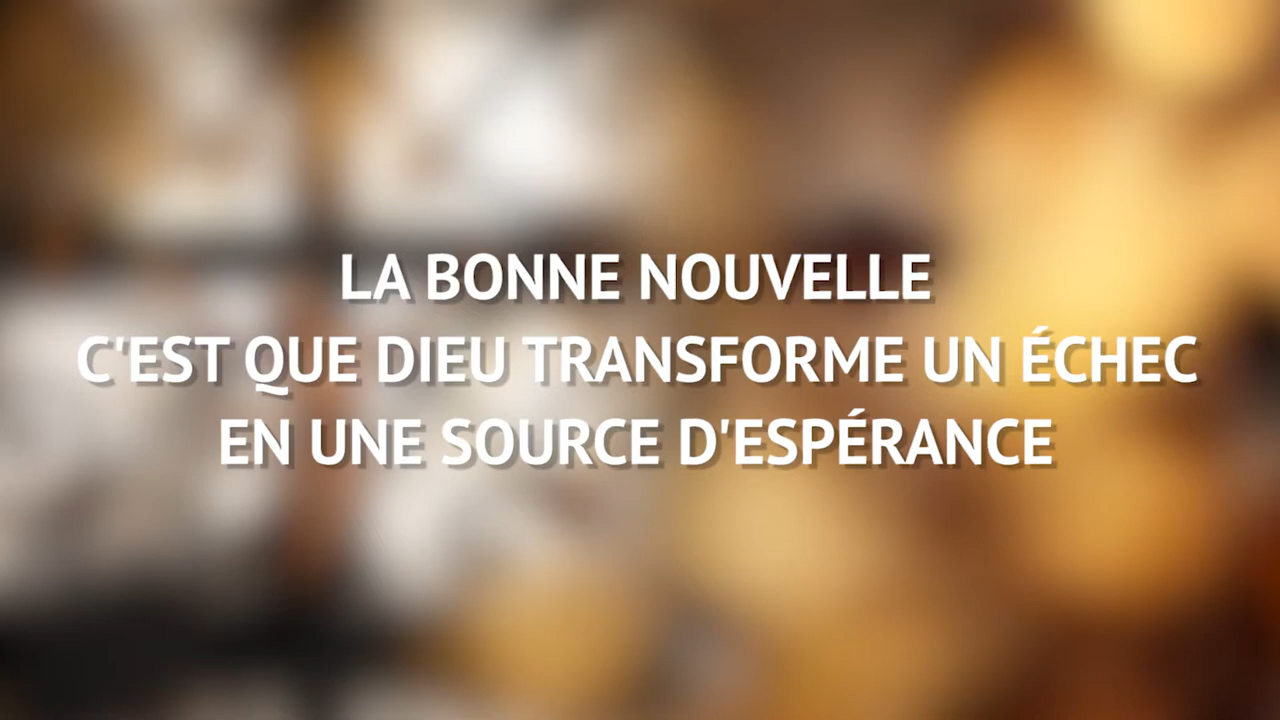 LA BONNE NOUVELLE
C'EST QUE DIEU TRANSFORME UN ÉCHEC
EN UNE SOURCE D'ESPÉRANCE